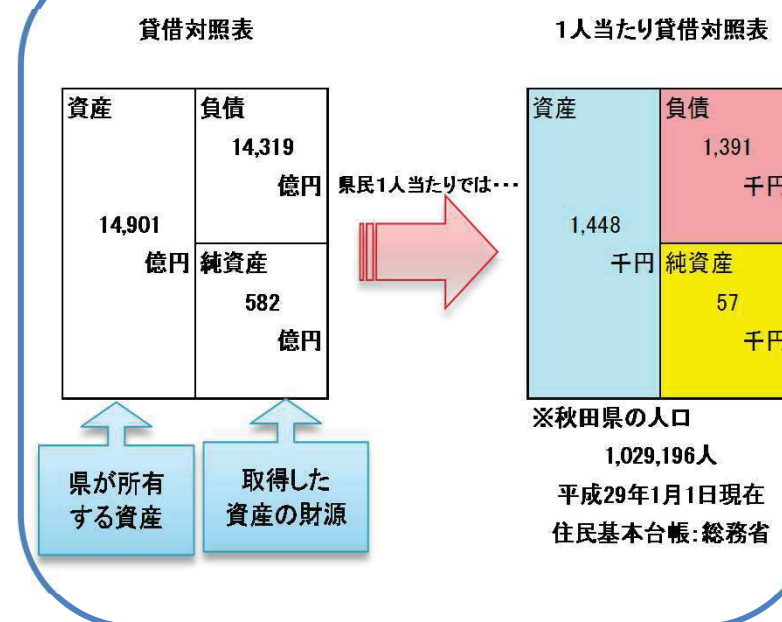 貸借対照表
資産
14,901
億円
負債
14,319
億円
純資産
582
億円
県が所有
する資産
取得した
資産の財源
県民1人当たりでは・・・
1人当たり貸借対照表
資産
1,448
千円
負債
1,391
千円
純資産
57
千円
※秋田県の人口
1,029,196人
平成29年1月1日現在
住民基本台帳：総務省